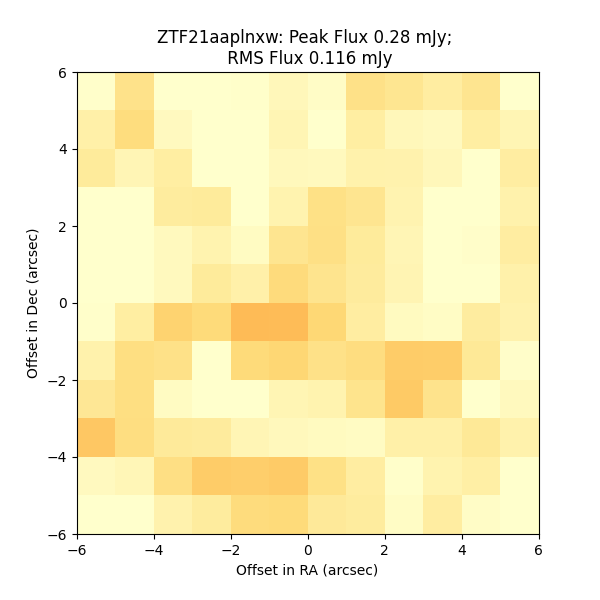 ZTF21aaplnxw: Peak Flux 0.28 mJy;
RMS Flux 0.116 mJy
6
4
2
0
−2
−4
−6
Offset in Dec (arcsec)
−6 −4 −2 0 2 4 6
Offset in RA (arcsec)